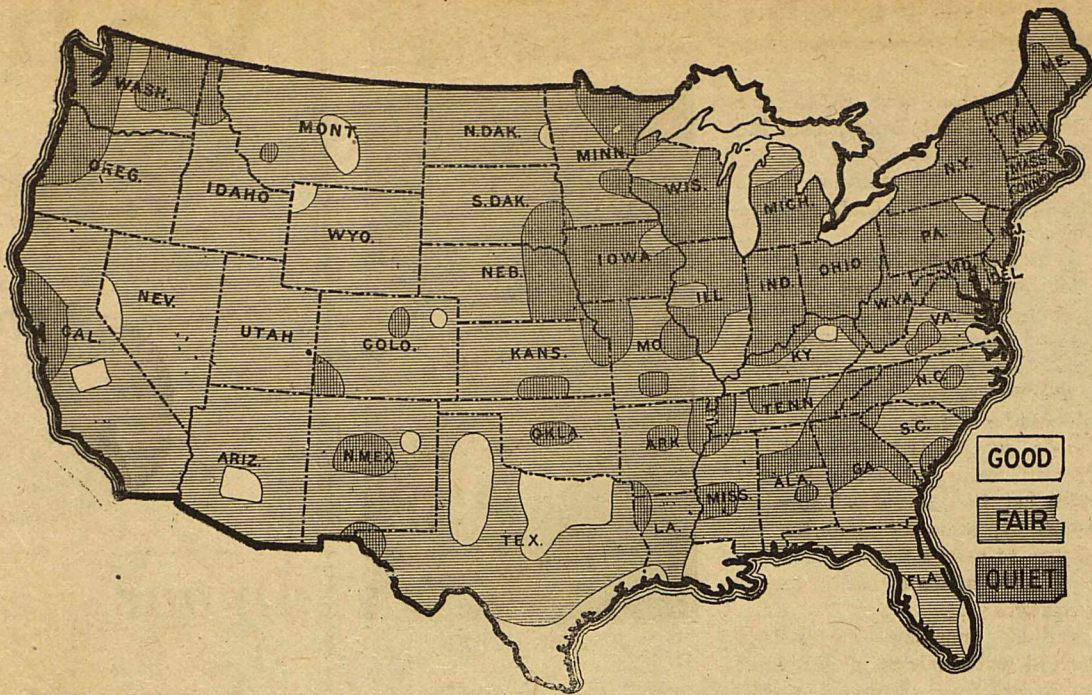 WASH.
MONT.
N.DAK.
MINN.
ME.
VT.
N.H.
OREG.
IDAHO
S.DAK.
WIS.
MICH.
N.Y.
MASS
CONN.
WYO.
NEB.
IOWA
ILL
IND.
OHIO
PA.
N.J.
MD.
DEL
NEV.
UTAH
COLO.
KANS.
MO
KY.
W.VA.
VA.
CAL.
ARIZ.
N.MEX
OKLA.
ARK
TENN
N.C.
S.C.
TEX.
LA.
MISS.
ALA.
GA.
FLA
GOOD
FAIR
QUIET